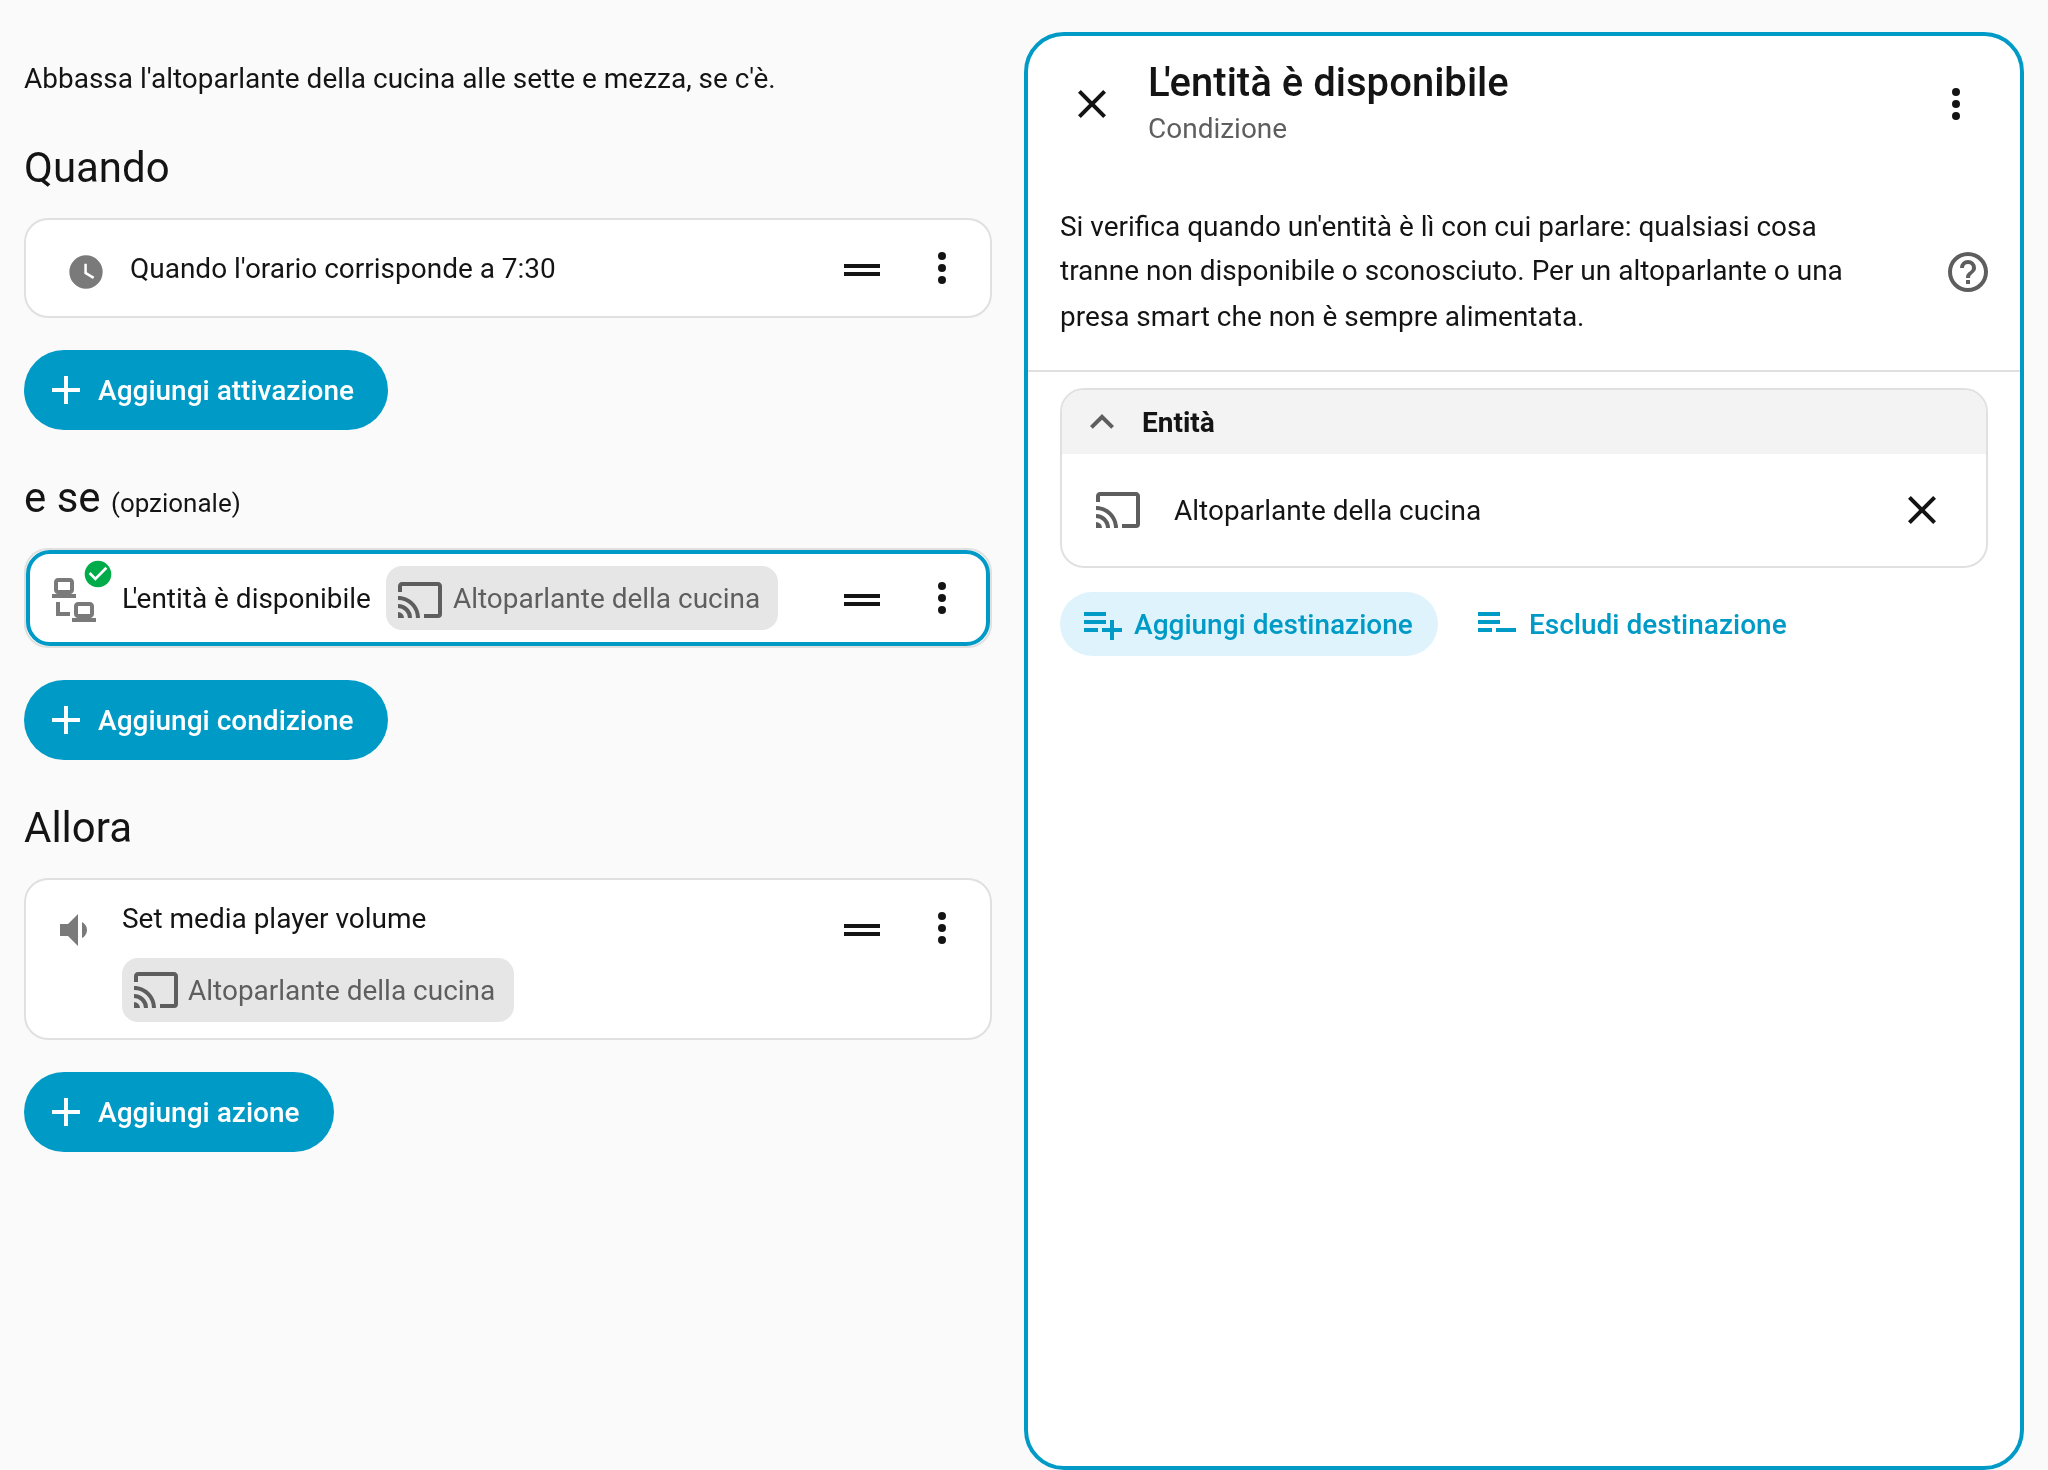 Abbassa l'altoparlante della cucina alle sette e mezza, se c'è.
Quando
Quando l'orario corrisponde a 7:30
Aggiungi attivazione
e se (opzionale)
L'entità è disponibile Altoparlante della cucina
Aggiungi condizione
Allora
Set media player volume
Altoparlante della cucina
Aggiungi azione
L'entità è disponibile
Condizione
Si verifica quando un'entità è lì con cui parlare: qualsiasi cosa
tranne non disponibile o sconosciuto. Per un altoparlante o una
presa smart che non è sempre alimentata.
Entità
Altoparlante della cucina
Aggiungi destinazione Escludi destinazione